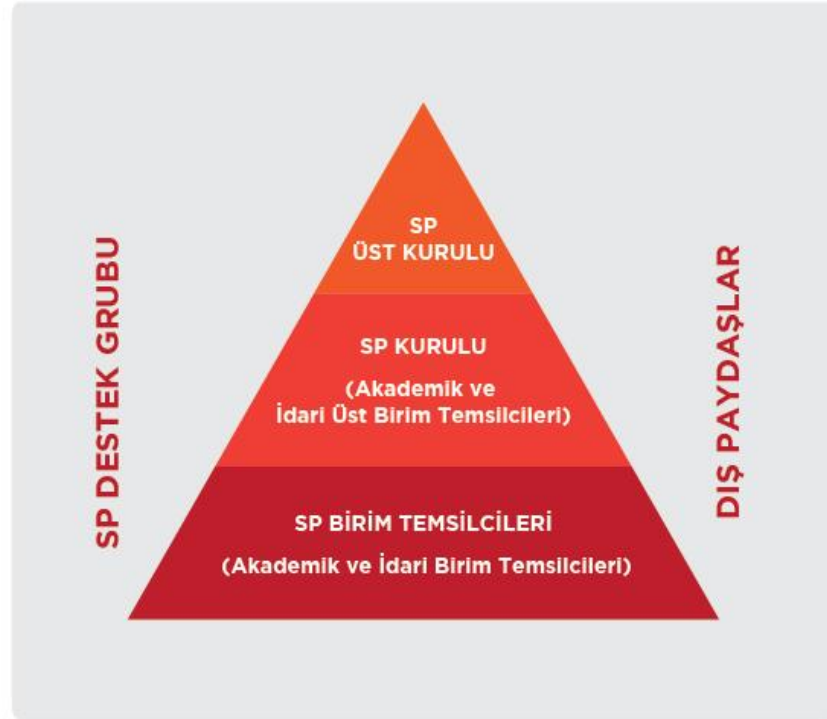 SP DESTEK GRUBU
SP
ÜST KURULU
SP KURULU
(Akademik ve
İdari Üst Birim Temsilcileri)
SP BİRİM TEMSİLCİLERİ
(Akademik ve İdari Birim Temsilcileri)
DIŞ PAYDAŞLAR